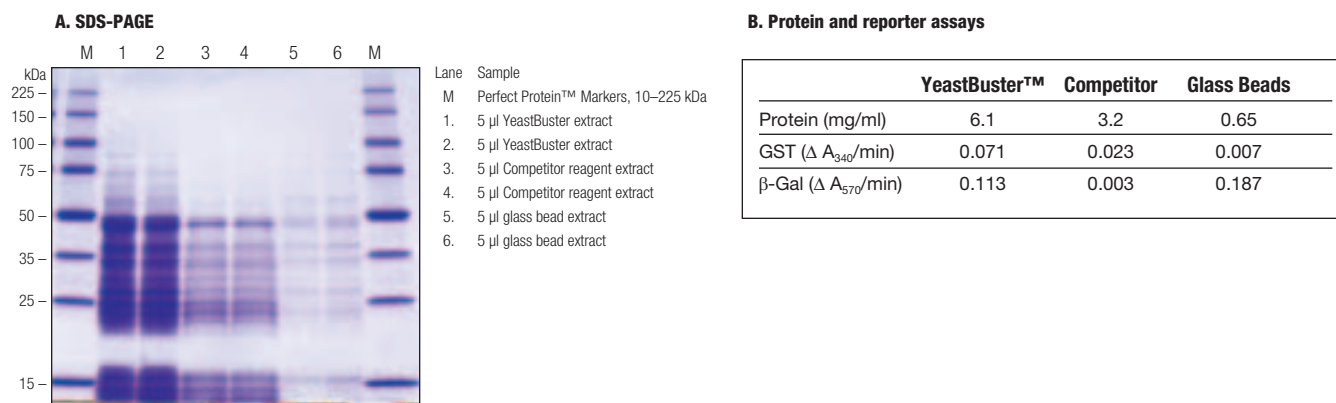 A. SDS-PAGE
M 1 2 3 4 5 6 M
kDa
225 –
150 –
100 –
75 –
50 –
35 –
25 –
15 –
Lane Sample
M Perfect Protein™ Markers, 10–225 kDa
1. 5 µl YeastBuster extract
2. 5 µl YeastBuster extract
3. 5 µl Competitor reagent extract
4. 5 µl Competitor reagent extract
5. 5 µl glass bead extract
6. 5 µl glass bead extract
B. Protein and reporter assays
YeastBuster™ Competitor Glass Beads
Protein (mg/ml) 6.1 3.2 0.65
GST (Δ A₃₄₀/min) 0.071 0.023 0.007
β-Gal (Δ A₅₇₀/min) 0.113 0.003 0.187